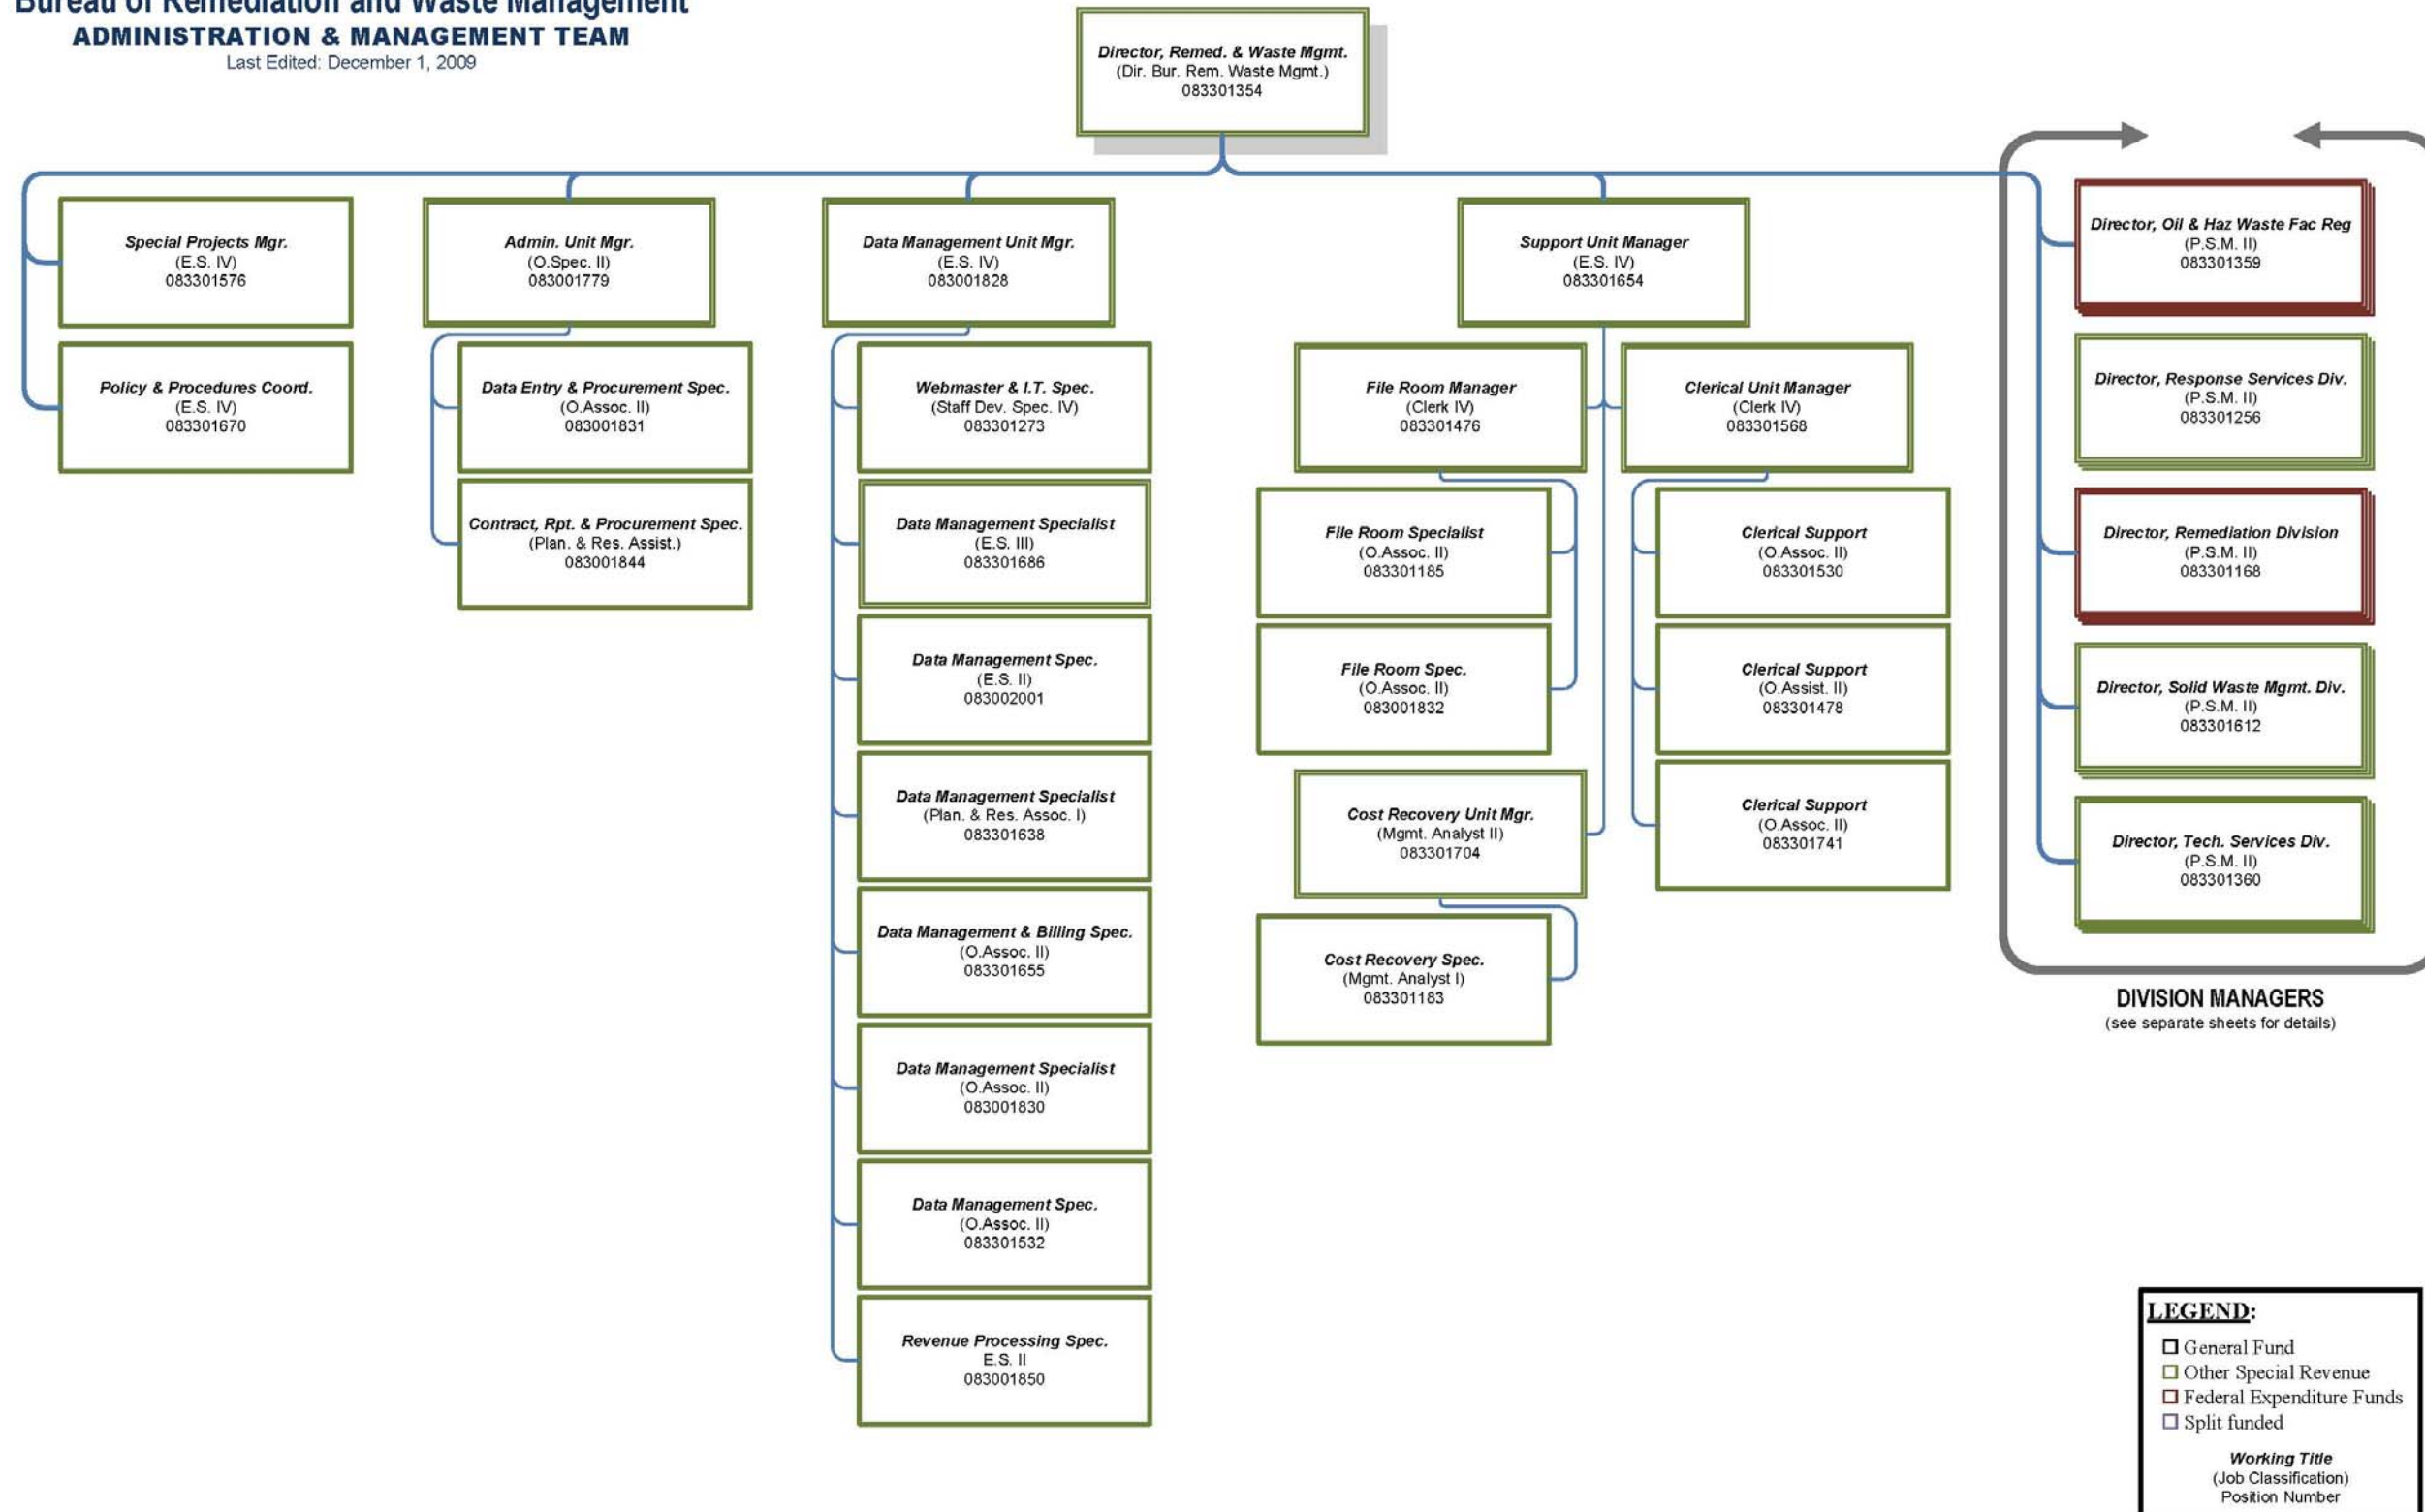 Bureau of Remediation and Waste Management
ADMINISTRATION & MANAGEMENT TEAM
Last Edited: December 1, 2009
Director, Remed. & Waste Mgmt.
(Dir. Bur. Rem. Waste Mgmt.)
083301354
Special Projects Mgr.
(E.S. IV)
083301576
Policy & Procedures Coord.
(E.S. IV)
083301670
Admin. Unit Mgr.
(O.Spec. II)
083001779
Data Entry & Procurement Spec.
(O.Assoc. II)
083001831
Contract, Rpt. & Procurement Spec.
(Plan. & Res. Assist.)
083001844
Data Management Unit Mgr.
(E.S. IV)
083001828
Webmaster & I.T. Spec.
(Staff Dev. Spec. IV)
083301273
Data Management Specialist
(E.S. III)
083301686
Data Management Spec.
(E.S. II)
083002001
Data Management Specialist
(Plan. & Res. Assoc. I)
083301638
Data Management & Billing Spec.
(O.Assoc. II)
083301655
Data Management Specialist
(O.Assoc. II)
083001830
Data Management Spec.
(O.Assoc. II)
083301532
Revenue Processing Spec.
E.S. II
083001850
Support Unit Manager
(E.S. IV)
083301654
File Room Manager
(Clerk IV)
083301476
File Room Specialist
(O.Assoc. II)
083301185
File Room Spec.
(O.Assoc. II)
083001832
Cost Recovery Unit Mgr.
(Mgmt. Analyst II)
083301704
Cost Recovery Spec.
(Mgmt. Analyst I)
083301183
Clerical Unit Manager
(Clerk IV)
083301568
Clerical Support
(O.Assoc. II)
083301530
Clerical Support
(O.Assist. II)
083301478
Clerical Support
(O.Assoc. II)
083301741
Director, Oil & Haz Waste Fac Reg
(P.S.M. II)
083301359
Director, Response Services Div.
(P.S.M. II)
083301256
Director, Remediation Division
(P.S.M. II)
083301168
Director, Solid Waste Mgmt. Div.
(P.S.M. II)
083301612
Director, Tech. Services Div.
(P.S.M. II)
083301360
DIVISION MANAGERS
(see separate sheets for details)
LEGEND:
General Fund
Other Special Revenue
Federal Expenditure Funds
Split funded
Working Title
(Job Classification)
Position Number